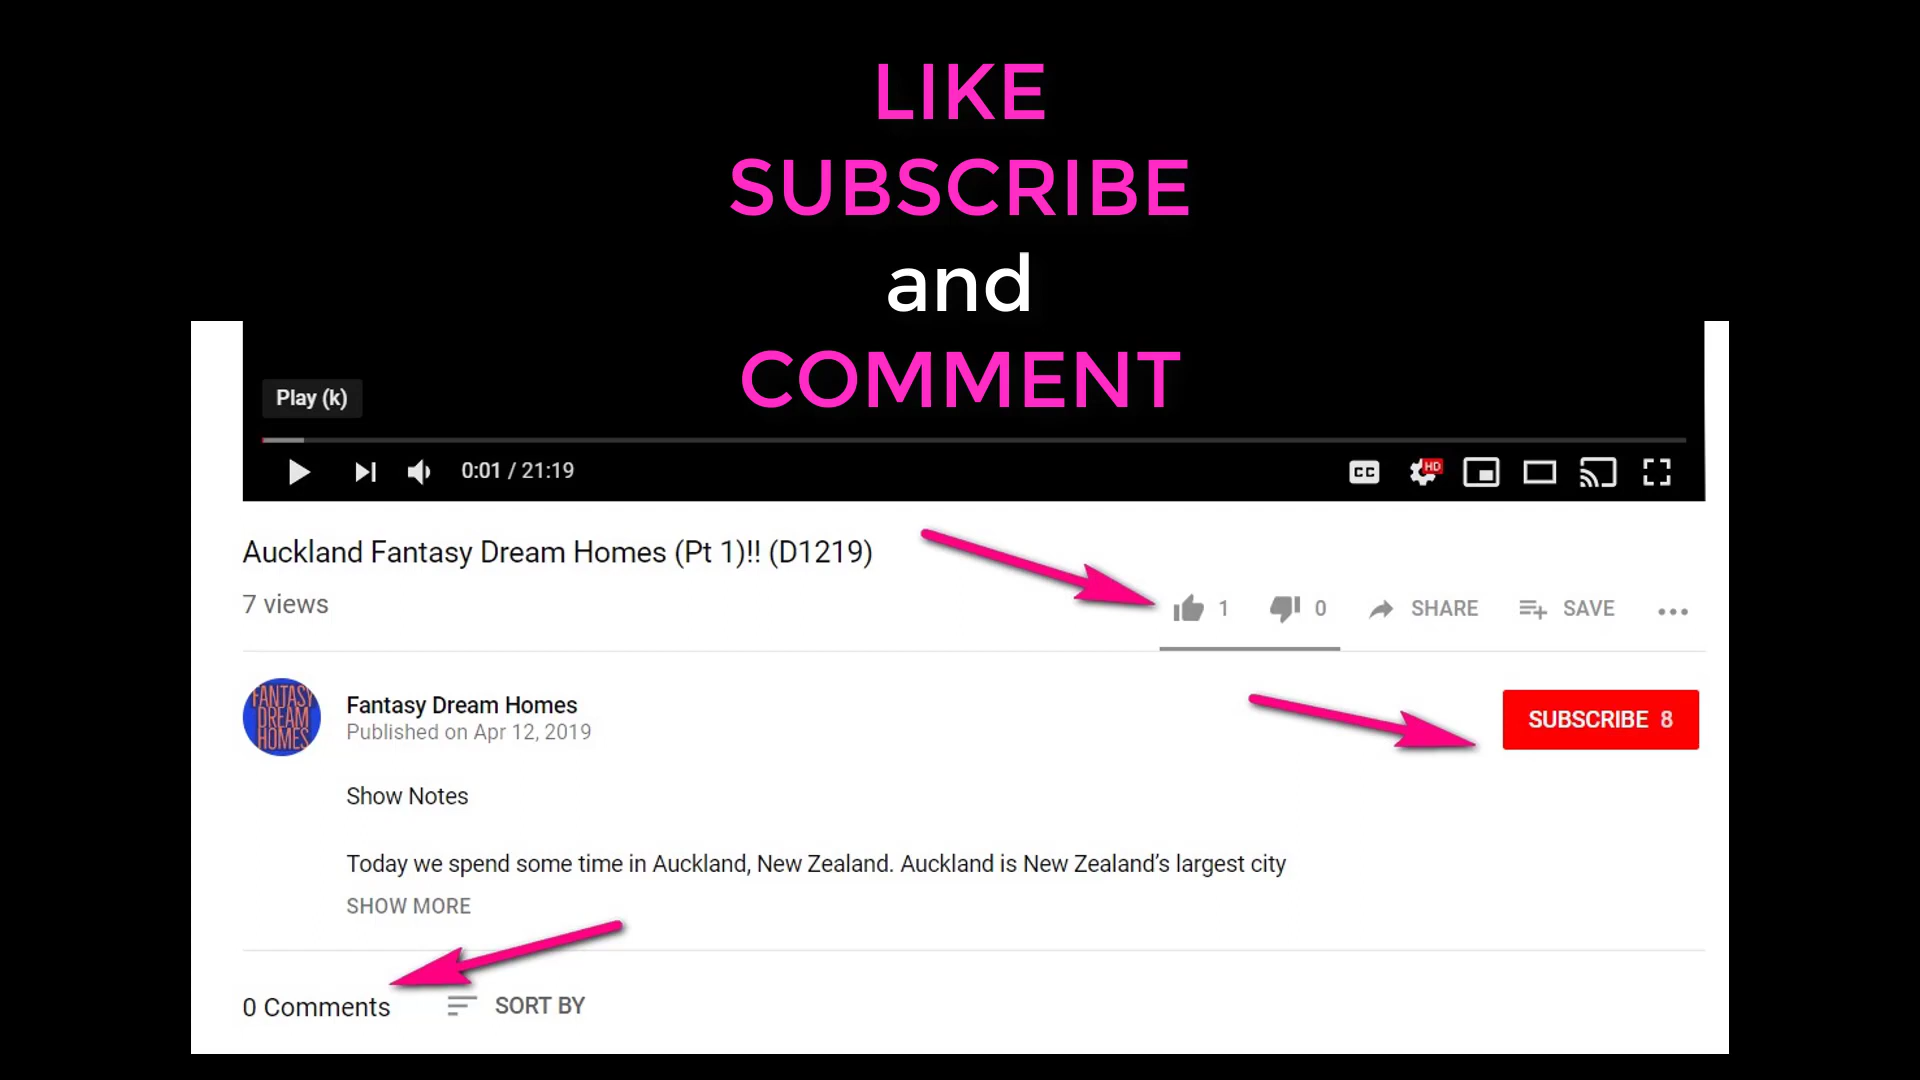 LIKE
SUBSCRIBE
and
COMMENT
Play (k)
0:01 / 21:19
CC
HD
Auckland Fantasy Dream Homes (Pt 1)!! (D1219)
7 views
1
0
SHARE
SAVE
FANTASY
DREAM
HOMES
Fantasy Dream Homes
Published on Apr 12, 2019
SUBSCRIBE 8
Show Notes
Today we spend some time in Auckland, New Zealand. Auckland is New Zealand’s largest city
SHOW MORE
0 Comments
SORT BY